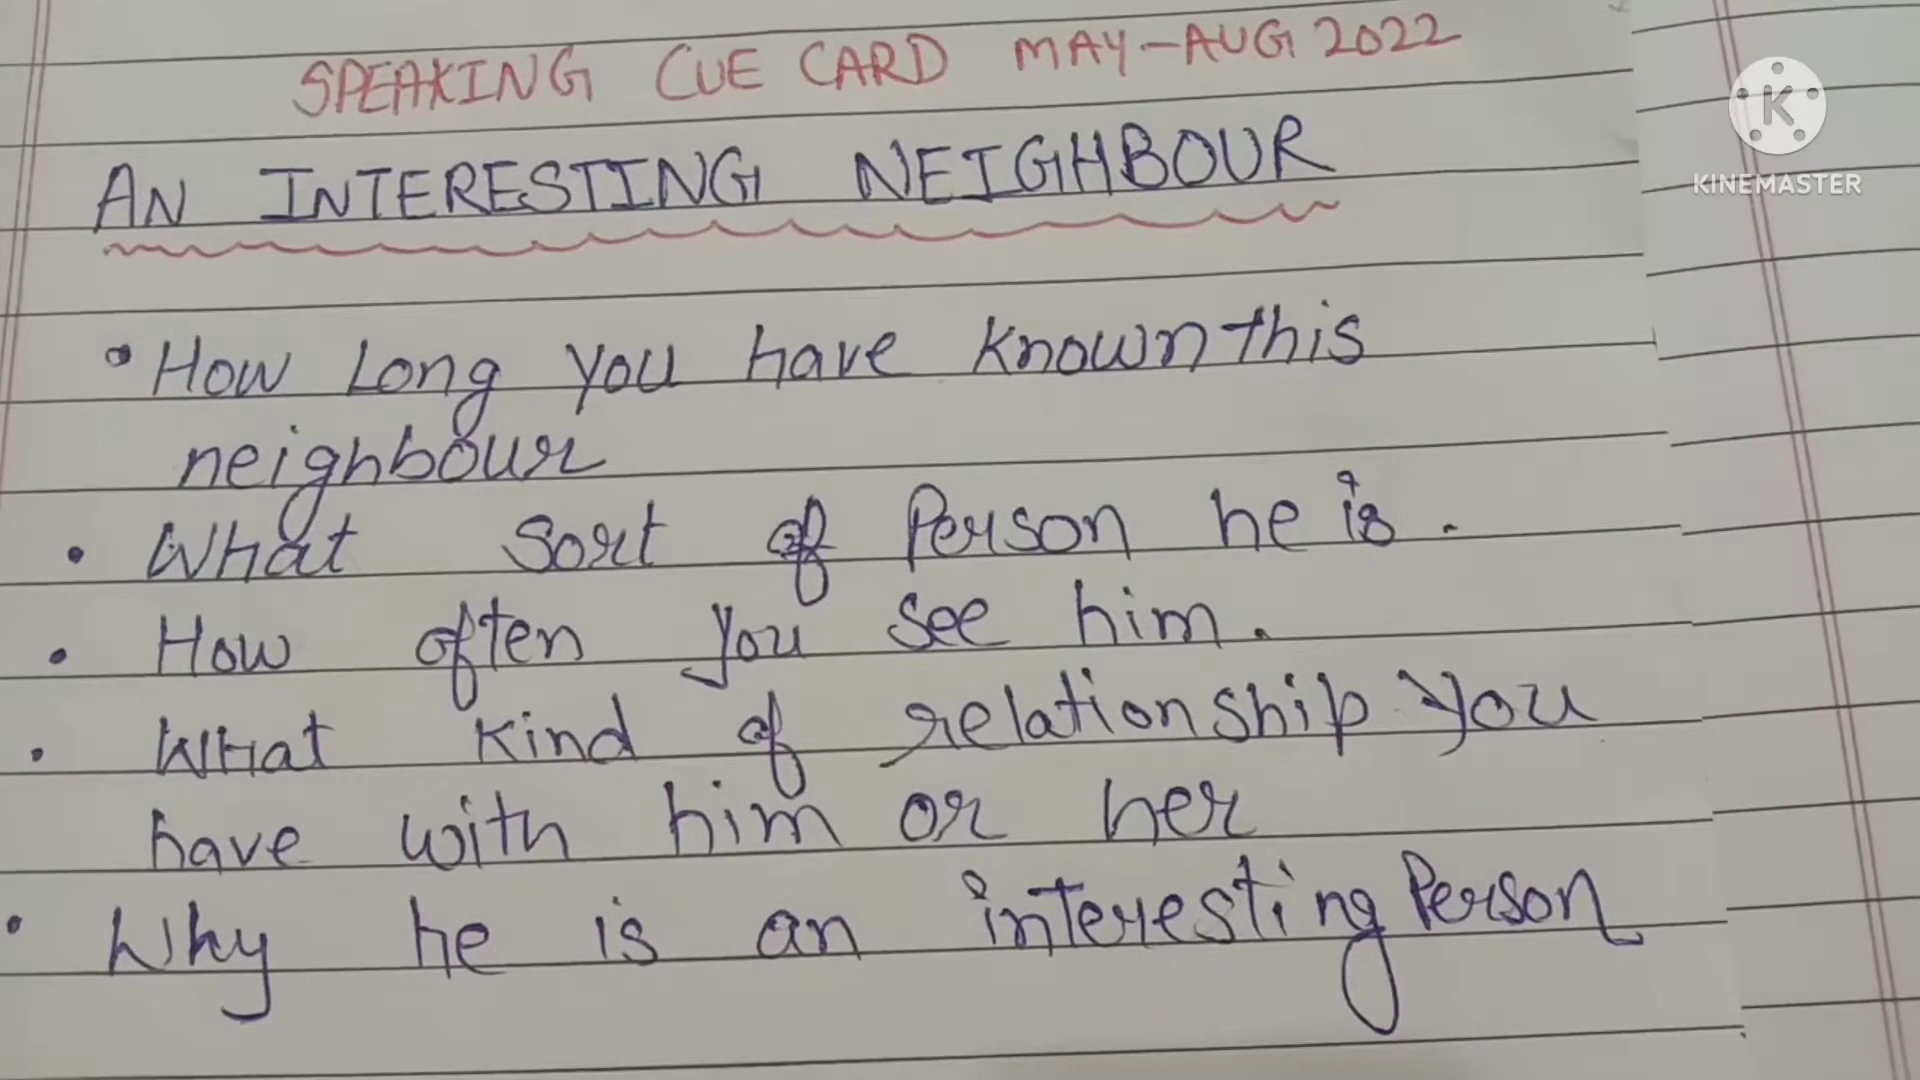 SPEAKING CUE CARD MAY-AUG 2022
AN INTERESTING NEIGHBOUR
K
KINEMASTER
• How Long you have known this
neighbour
• What sort of Person he is.
• How often you see him.
• What kind of relationship you
have with him or her
• Why he is an interesting Person